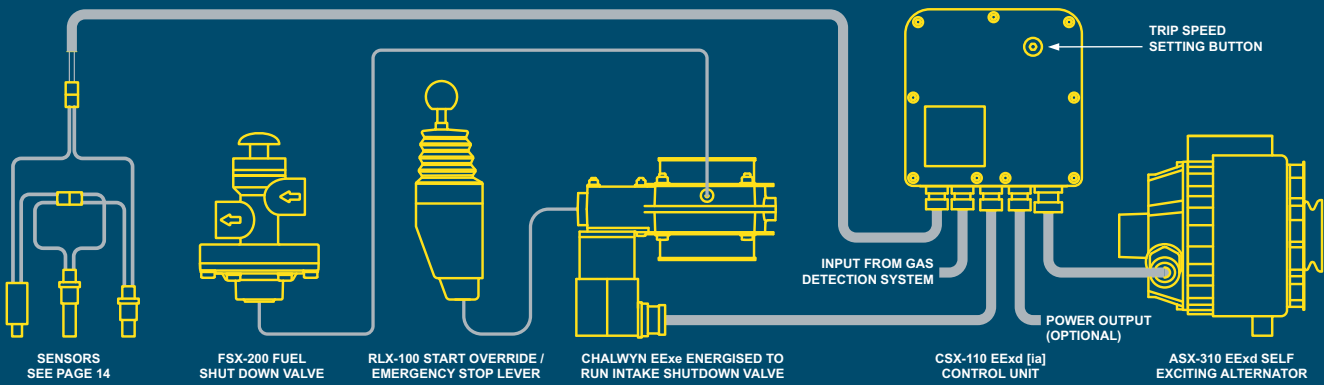 TRIP SPEED
SETTING BUTTON
INPUT FROM GAS
DETECTION SYSTEM
POWER OUTPUT
(OPTIONAL)
SENSORS
SEE PAGE 14
FSX-200 FUEL
SHUT DOWN VALVE
RLX-100 START OVERRIDE /
EMERGENCY STOP LEVER
CHALWYN EExe ENERGISED TO
RUN INTAKE SHUTDOWN VALVE
CSX-110 EExd [ia]
CONTROL UNIT
ASX-310 EExd SELF
EXCITING ALTERNATOR